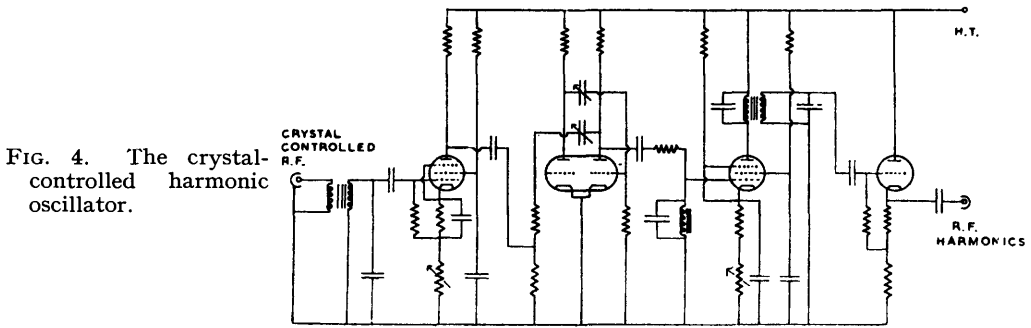 FIG. 4. The crystal-
controlled harmonic
oscillator.
CRYSTAL
CONTROLLED
R.F.
H.T.
R.F.
HARMONICS